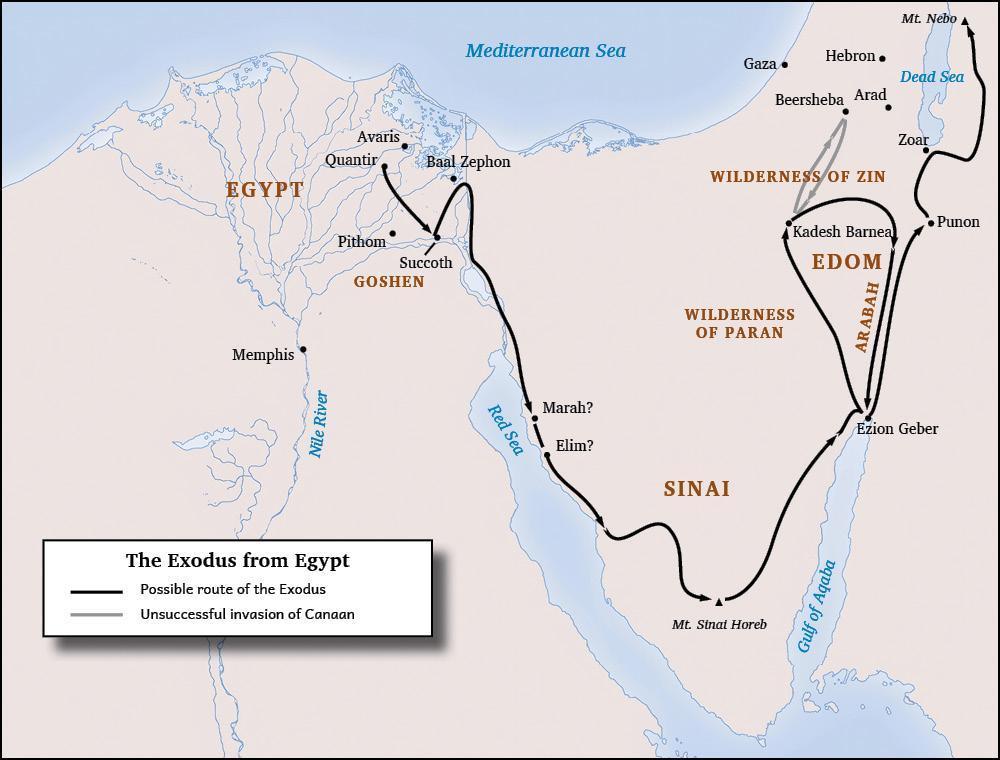 Mt. Nebo
Mediterranean Sea
Hebron
Gaza
Dead Sea
Arad
Beersheba
Avaris
Zoar
Quantir
Baal Zephon
WILDERNESS OF ZIN
EGYPT
Punon
Kadesh Barnea
Pithom
Succoth
EDOM
GOSHEN
ARABAH
WILDERNESS
OF PARAN
Memphis
Nile River
Red Sea
Marah?
Ezion Geber
Elim?
SINAI
The Exodus from Egypt
Possible route of the Exodus
Unsuccessful invasion of Canaan
Gulf of Aqaba
Mt. Sinai Horeb